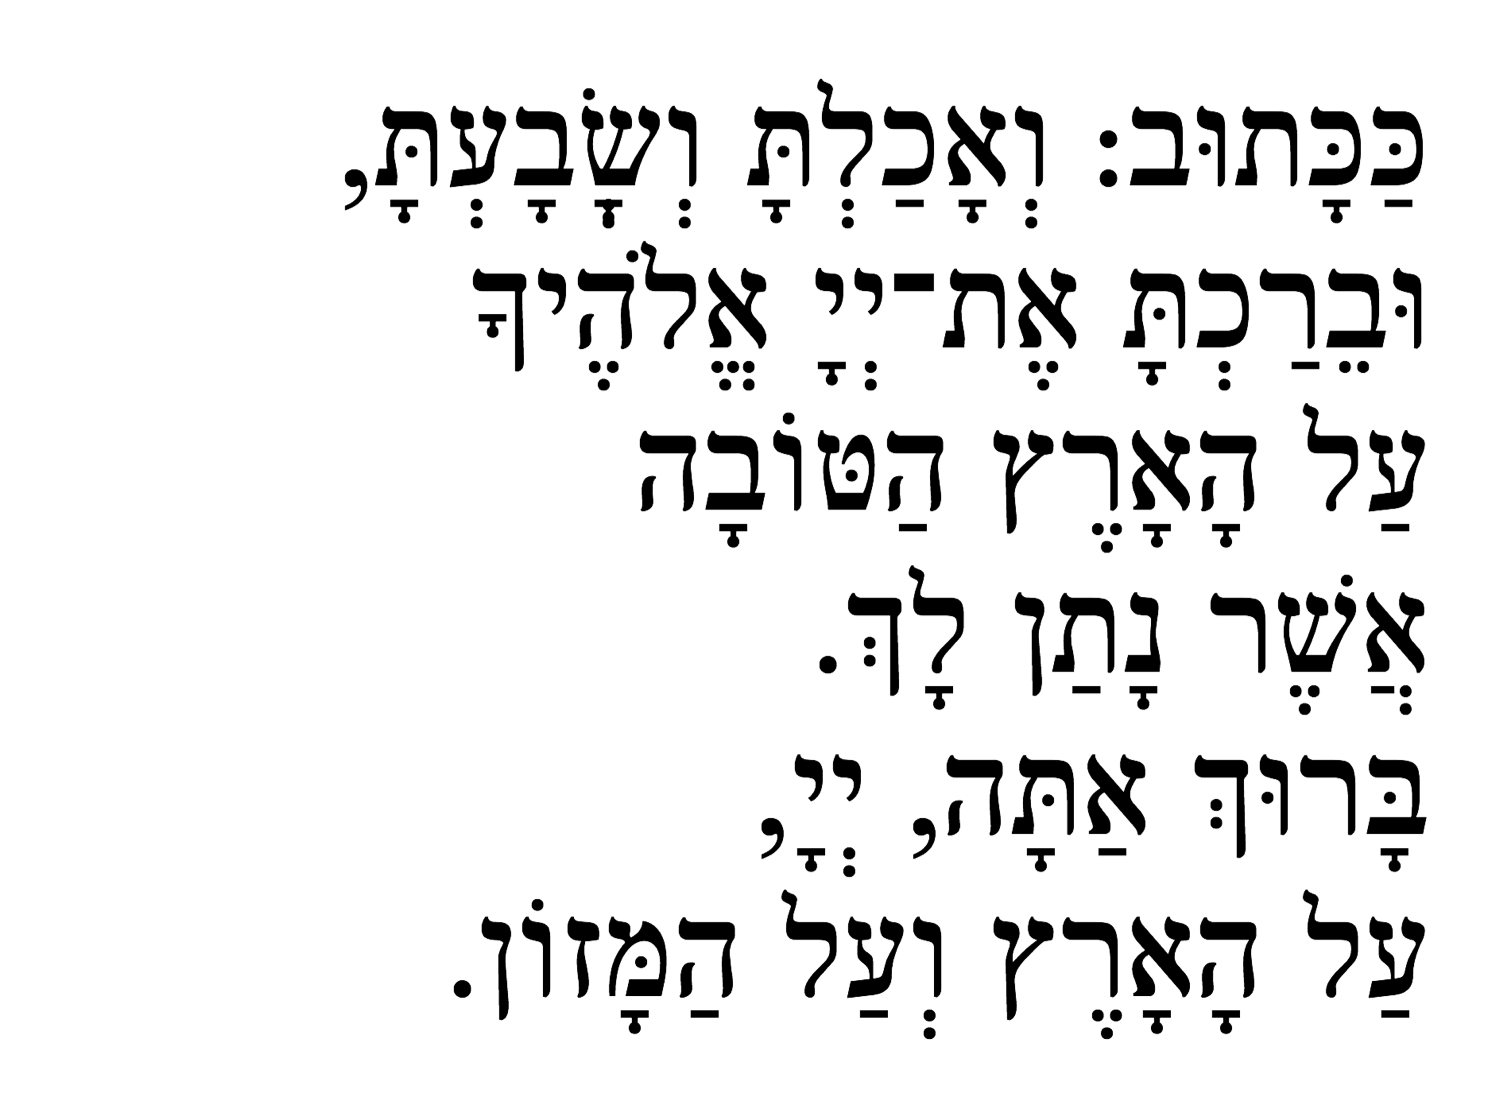 כַּכָּתוּב: וְאָכַלְתָּ וְשָׂבָעְתָּ,
וּבֵרַכְתָּ אֶת־יְיָ אֱלֹהֶיךָ
עַל הָאָרֶץ הַטּוֹבָה
אֲשֶׁר נָתַן לָךְ.
בָּרוּךְ אַתָּה, יְיָ,
עַל הָאָרֶץ וְעַל הַמָּזוֹן.